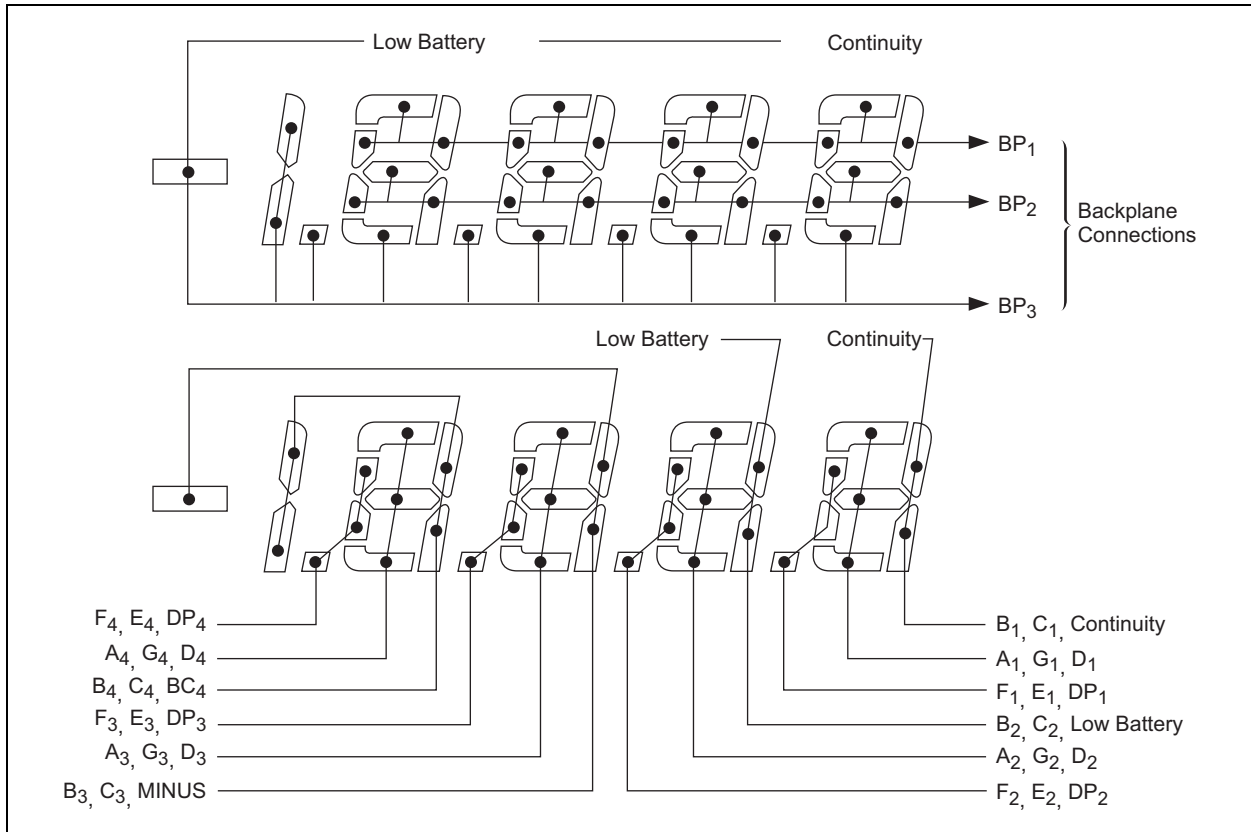 Low Battery Continuity
BP1
BP2
Backplane
Connections
BP3
Low Battery Continuity
F4, E4, DP4
A4, G4, D4
B4, C4, BC4
F3, E3, DP3
A3, G3, D3
B3, C3, MINUS
B1, C1, Continuity
A1, G1, D1
F1, E1, DP1
B2, C2, Low Battery
A2, G2, D2
F2, E2, DP2